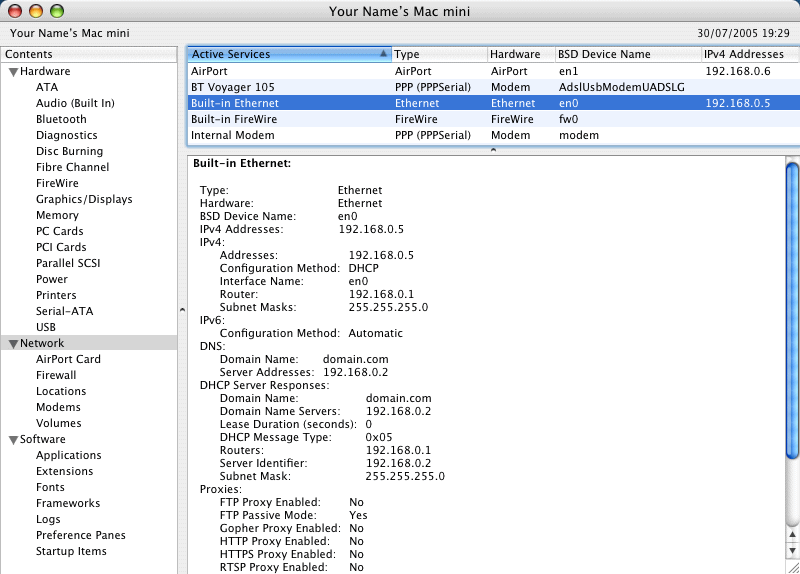 Your Name's Mac mini
Your Name's Mac mini 30/07/2005 19:29
Contents
Hardware
ATA
Audio (Built In)
Bluetooth
Diagnostics
Disc Burning
Fibre Channel
FireWire
Graphics/Displays
Memory
PC Cards
PCI Cards
Parallel SCSI
Power
Printers
Serial-ATA
USB
Network
AirPort Card
Firewall
Locations
Modems
Volumes
Software
Applications
Extensions
Fonts
Frameworks
Logs
Preference Panes
Startup Items
Active Services Type Hardware BSD Device Name IPv4 Addresses
AirPort AirPort AirPort en1 192.168.0.6
BT Voyager 105 PPP (PPPSerial) Modem AdslUsbModemUADSLG
Built-in Ethernet Ethernet Ethernet en0 192.168.0.5
Built-in FireWire FireWire FireWire fw0
Internal Modem PPP (PPPSerial) Modem modem
Built-in Ethernet:
Type: Ethernet
Hardware: Ethernet
BSD Device Name: en0
IPv4 Addresses: 192.168.0.5
IPv4:
Addresses: 192.168.0.5
Configuration Method: DHCP
Interface Name: en0
Router: 192.168.0.1
Subnet Masks: 255.255.255.0
IPv6:
Configuration Method: Automatic
DNS:
Domain Name: domain.com
Server Addresses: 192.168.0.2
DHCP Server Responses:
Domain Name: domain.com
Domain Name Servers: 192.168.0.2
Lease Duration (seconds): 0
DHCP Message Type: 0x05
Routers: 192.168.0.1
Server Identifier: 192.168.0.2
Subnet Mask: 255.255.255.0
Proxies:
FTP Proxy Enabled: No
FTP Passive Mode: Yes
Gopher Proxy Enabled: No
HTTP Proxy Enabled: No
HTTPS Proxy Enabled: No
RTSP Proxy Enabled: No